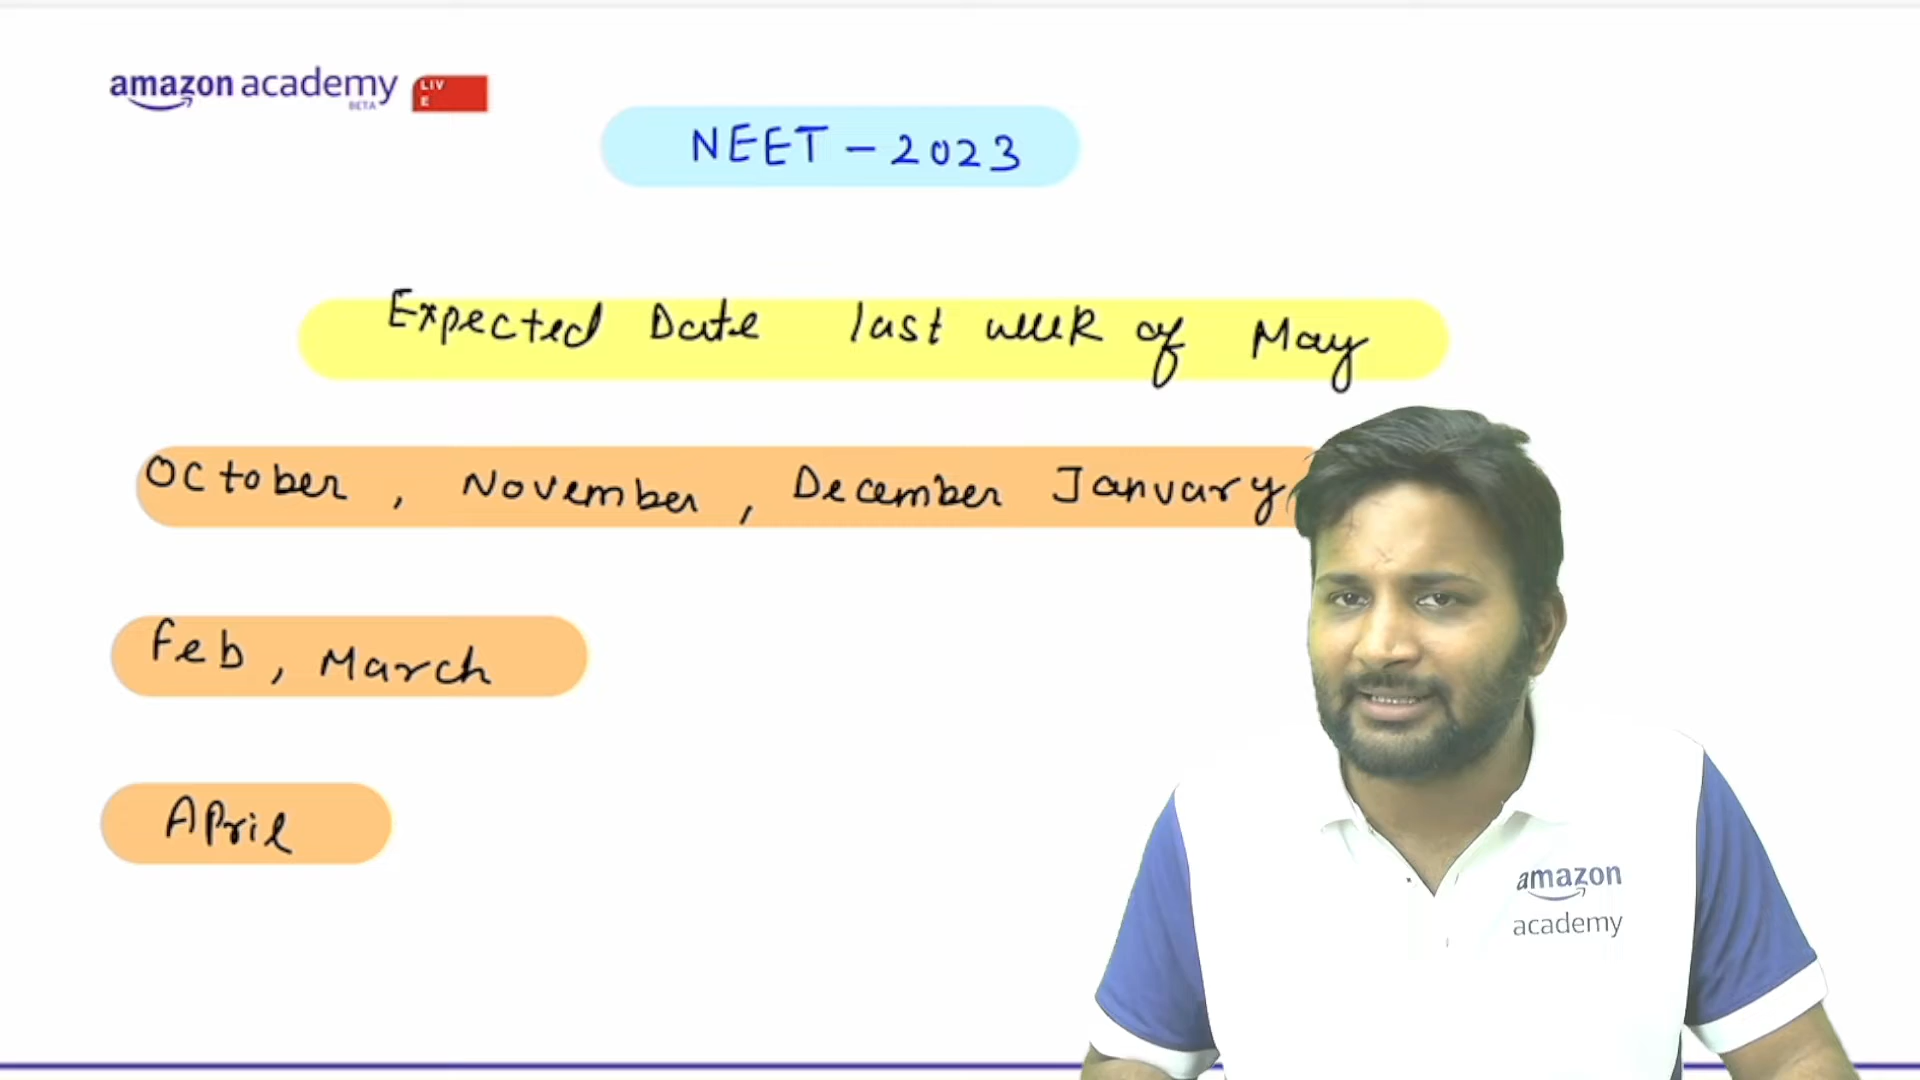 amazon academy
BETA
LIV
E
NEET - 2023
Expected Date last week of May
October, November, December January
Feb, March
April
amazon
academy